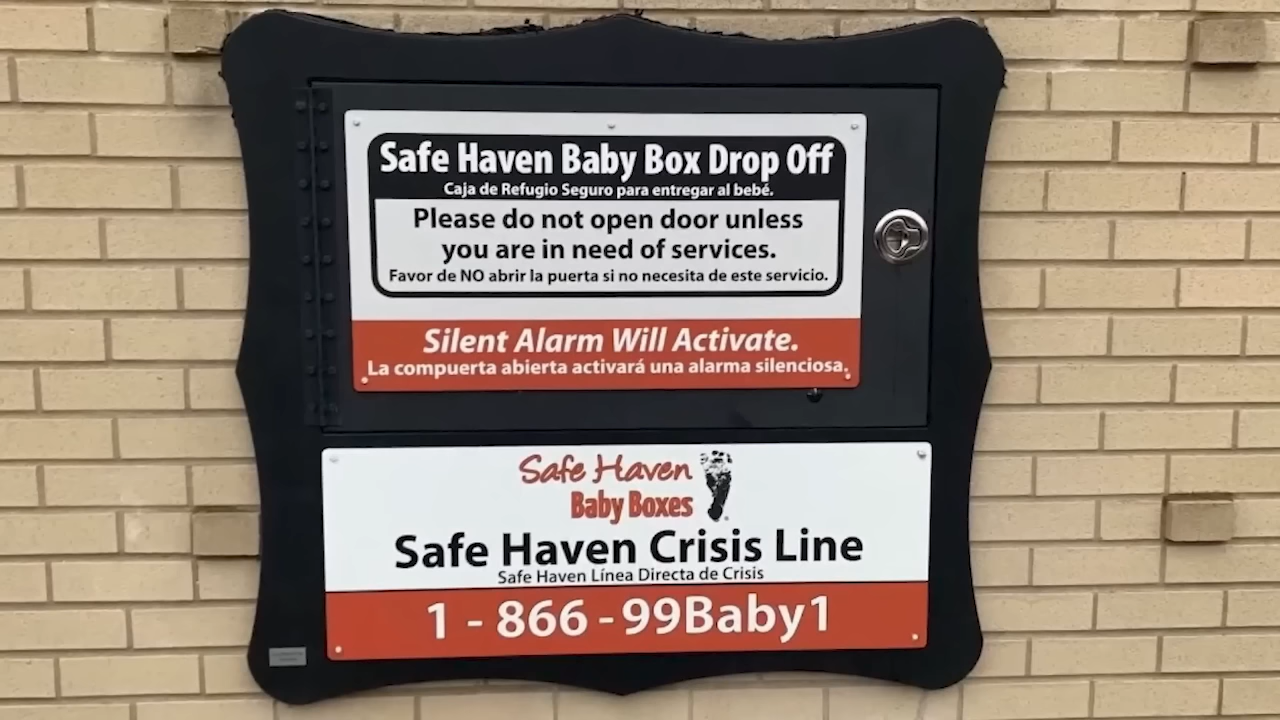 Safe Haven Baby Box Drop Off
Caja de Refugio Seguro para entregar al bebé.
Please do not open door unless
you are in need of services.
Favor de NO abrir la puerta si no necesita de este servicio.
Silent Alarm Will Activate.
La compuerta abierta activará una alarma silenciosa.
Safe Haven
Baby Boxes
Safe Haven Crisis Line
Safe Haven Línea Directa de Crisis
1 - 866 - 99Baby1